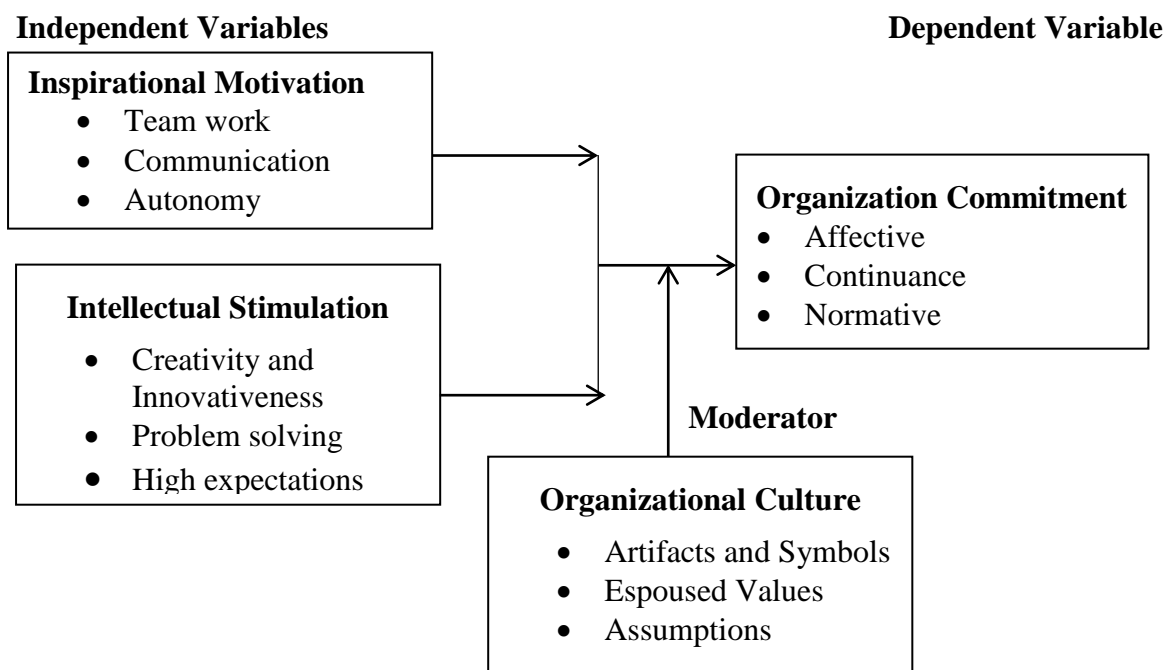 Independent Variables
Dependent Variable
Inspirational Motivation
• Team work
• Communication
• Autonomy
Organization Commitment
• Affective
• Continuance
• Normative
Intellectual Stimulation
• Creativity and
Innovativeness
• Problem solving
• High expectations
Moderator
Organizational Culture
• Artifacts and Symbols
• Espoused Values
• Assumptions